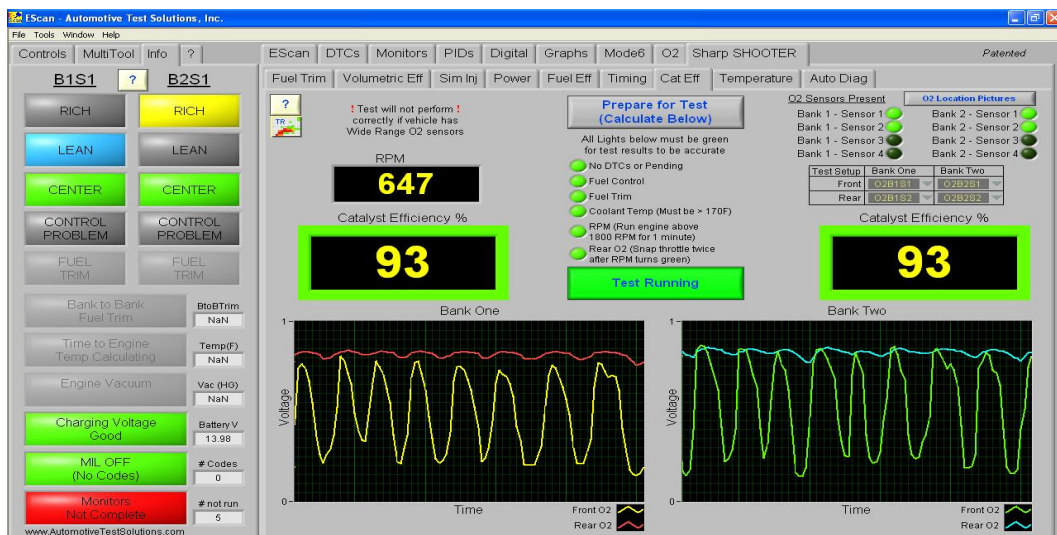 EScan - Automotive Test Solutions, Inc.
File Tools Window Help
Controls MultiTool Info ?
EScan DTCs Monitors PIDs Digital Graphs Mode6 O2 Sharp SHOOTER
Patented
Fuel Trim Volumetric Eff Sim Inj Power Fuel Eff Timing Cat Eff Temperature Auto Diag
B1S1 ? B2S1
RICH RICH
LEAN LEAN
CENTER CENTER
CONTROL PROBLEM CONTROL PROBLEM
FUEL TRIM FUEL TRIM
Bank to Bank
Fuel Trim
BtoBTrim
NaN
Time to Engine
Temp Calculating
Temp(F)
NaN
Engine Vacuum
Vac (HG)
NaN
Charging Voltage
Good
Battery V
13.98
MIL OFF
(No Codes)
# Codes
0
Monitors
Not Complete
# not run
5
www.AutomotiveTestSolutions.com
?
TR
! Test will not perform !
correctly if vehicle has
Wide Range O2 sensors
RPM
647
Catalyst Efficiency %
93
Prepare for Test
(Calculate Below)
All Lights below must be green
for test results to be accurate
No DTCs or Pending
Fuel Control
Fuel Trim
Coolant Temp (Must be > 170F)
RPM (Run engine above
1800 RPM for 1 minute)
Rear O2 (Snap throttle twice
after RPM turns green)
Test Running
O2 Sensors Present
O2 Location Pictures
Bank 1 - Sensor 1 Bank 2 - Sensor 1
Bank 1 - Sensor 2 Bank 2 - Sensor 2
Bank 1 - Sensor 3 Bank 2 - Sensor 3
Bank 1 - Sensor 4 Bank 2 - Sensor 4
Test Setup Bank One Bank Two
Front O2B1S1 O2B2S1
Rear O2B1S2 O2B2S2
Catalyst Efficiency %
93
Bank One
1
Voltage
0
Time
Front O2
Rear O2
Bank Two
1
Voltage
0
Time
Front O2
Rear O2